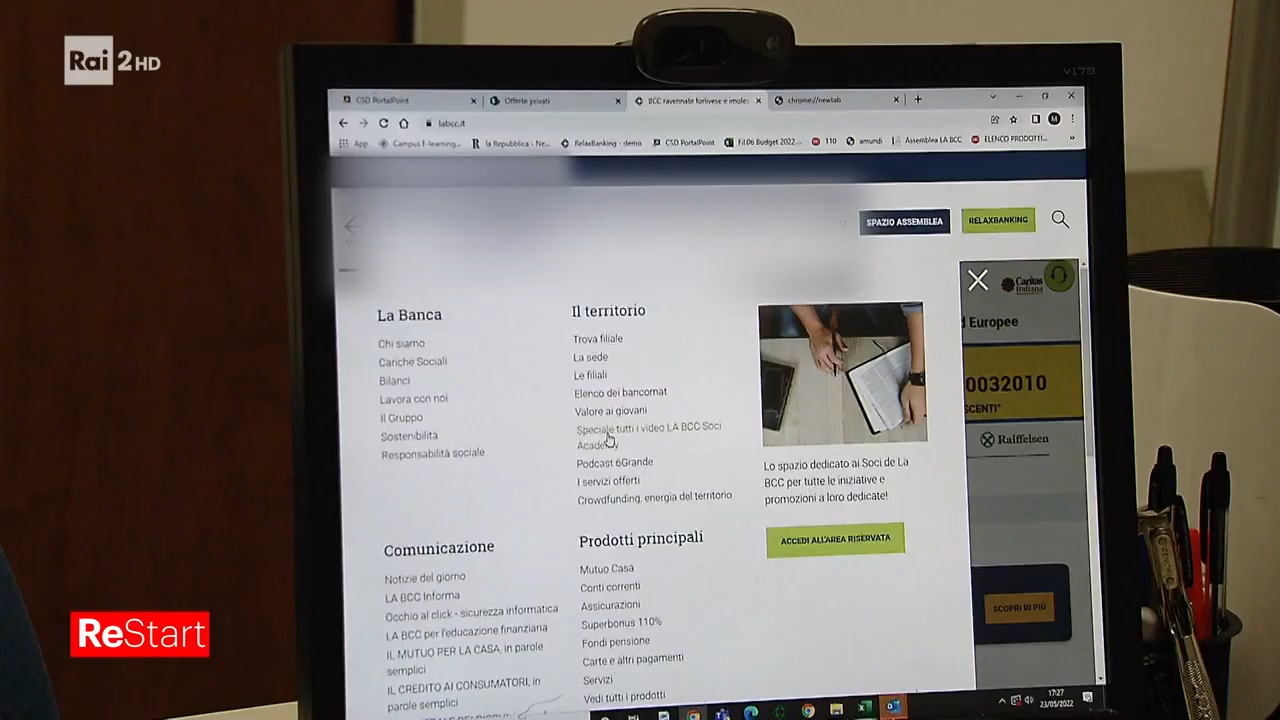 Rai 2HD
V173
CSD PortalPoint
Offerte privati
BCC ravennate forlivese e imoles
chrome://newtab
labcc.it
App
Campus E-learning...
la Repubblica - Ne...
RelaxBanking - demo
CSD PortalPoint
Fil.06 Budget 2022...
110
amundi
Assemblea LA BCC
ELENCO PRODOTTI...
SPAZIO ASSEMBLEA
RELAXBANKING
Caritas
Italiana
Europee
0032010
SCENTI"
Raiffeisen
SCOPRI DI PIÙ
La Banca
Chi siamo
Cariche Sociali
Bilanci
Lavora con noi
Il Gruppo
Sostenibilità
Responsabilità sociale
Il territorio
Trova filiale
La sede
Le filiali
Elenco dei bancomat
Valore ai giovani
Speciale tutti i video LA BCC Soci
Academy
Podcast 6Grande
I servizi offerti
Crowdfunding, energia del territorio
Lo spazio dedicato ai Soci de La
BCC per tutte le iniziative e
promozioni a loro dedicate!
ACCEDI ALL'AREA RISERVATA
Comunicazione
Notizie del giorno
LA BCC Informa
Occhio al click - sicurezza informatica
LA BCC per l'educazione finanziaria
IL MUTUO PER LA CASA, in parole
semplici
IL CREDITO AI CONSUMATORI, in
parole semplici
Prodotti principali
Mutuo Casa
Conti correnti
Assicurazioni
Superbonus 110%
Fondi pensione
Carte e altri pagamenti
Servizi
Vedi tutti i prodotti
17:27
23/05/2022
ReStart